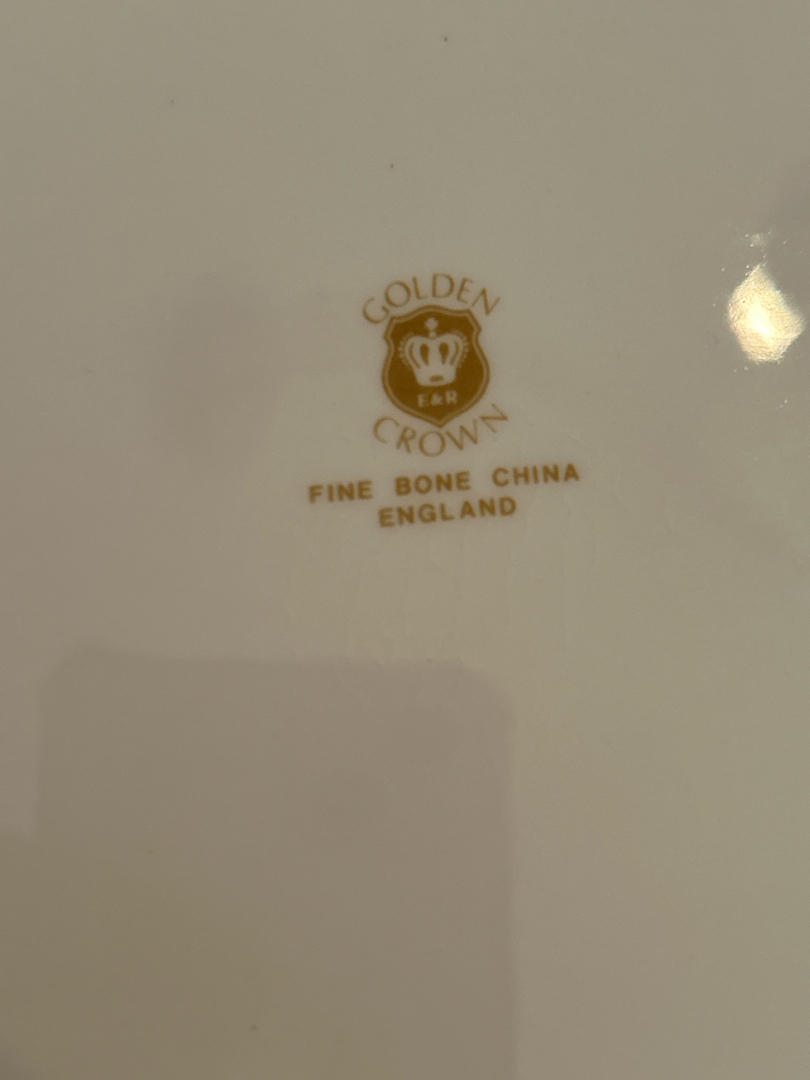 GOLDEN
E&R
CROWN
FINE BONE CHINA
ENGLAND